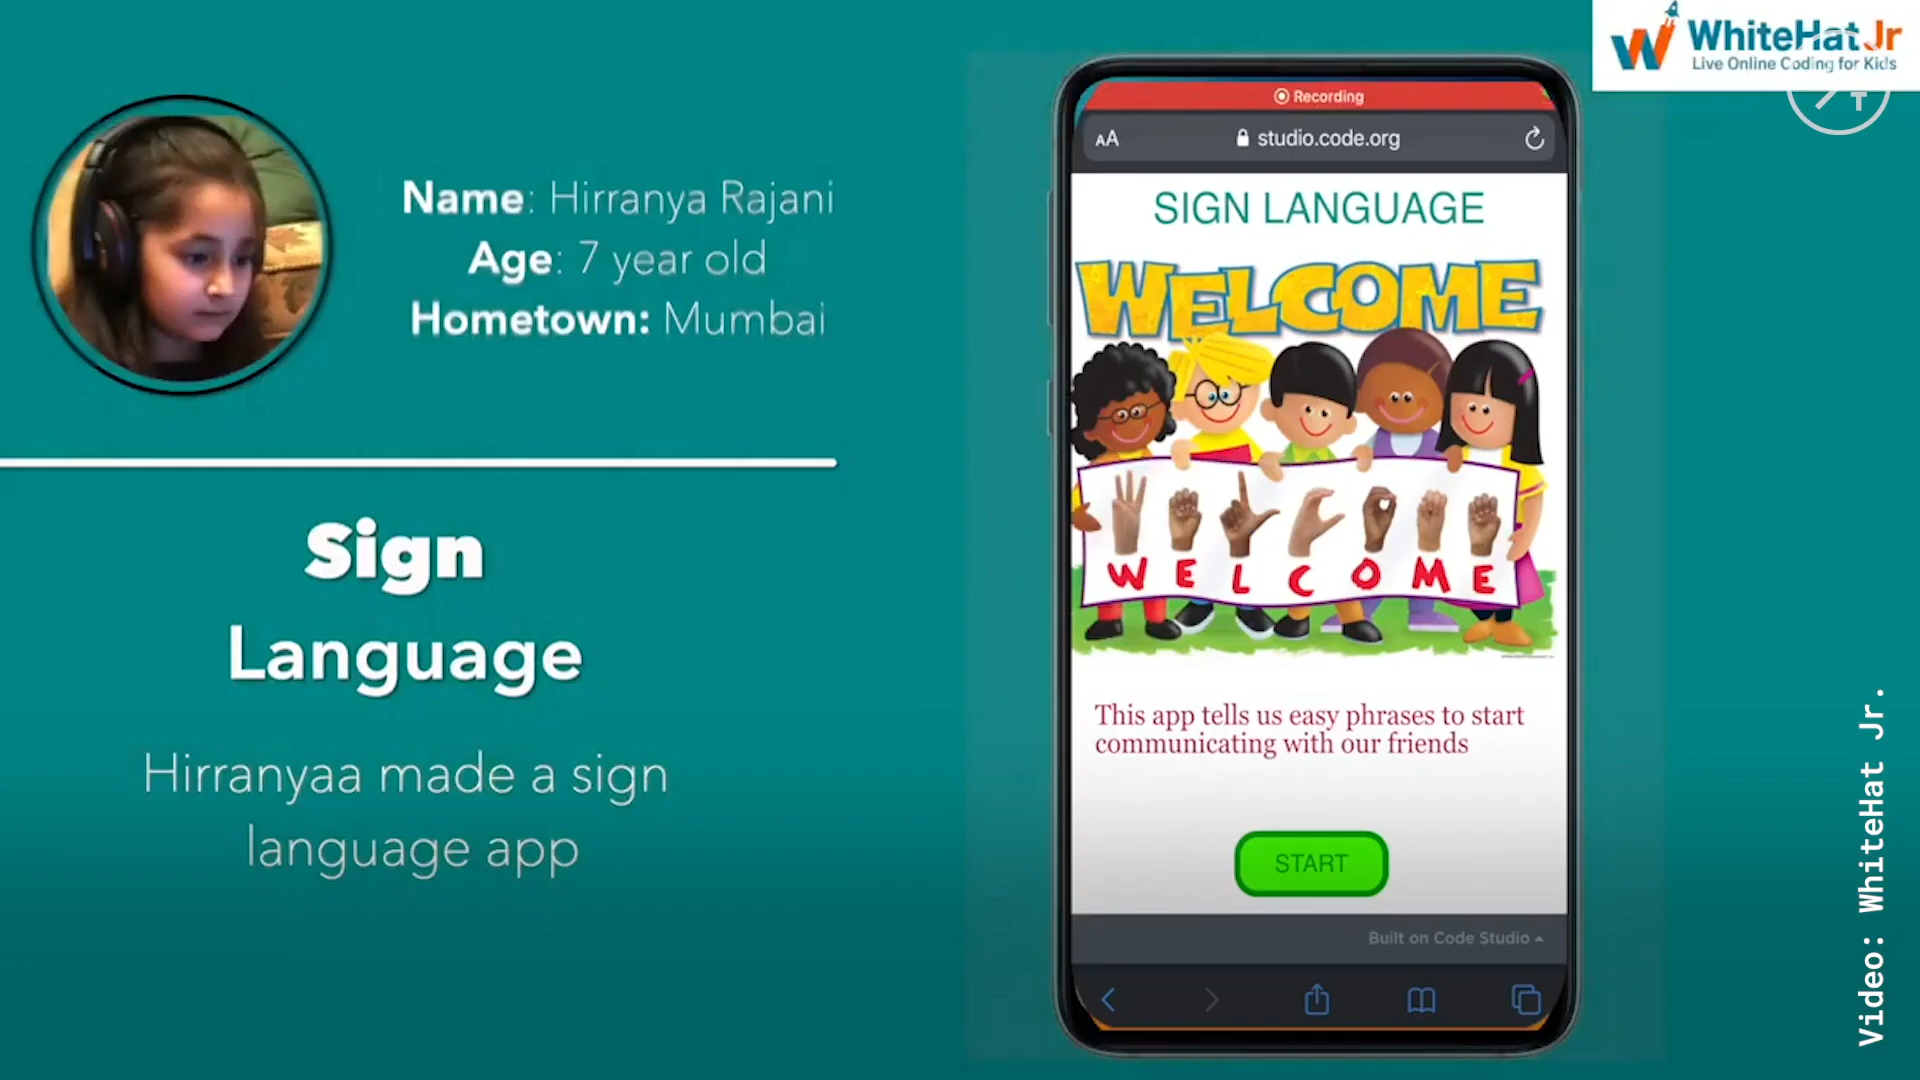 WhiteHat Jr
Live Online Coding for Kids
Name: Hirranya Rajani
Age: 7 year old
Hometown: Mumbai
Sign
Language
Hirranyaa made a sign
language app
Recording
AA
studio.code.org
SIGN LANGUAGE
WELCOME
WELCOME
This app tells us easy phrases to start
communicating with our friends
START
Built on Code Studio
Video: WhiteHat Jr.